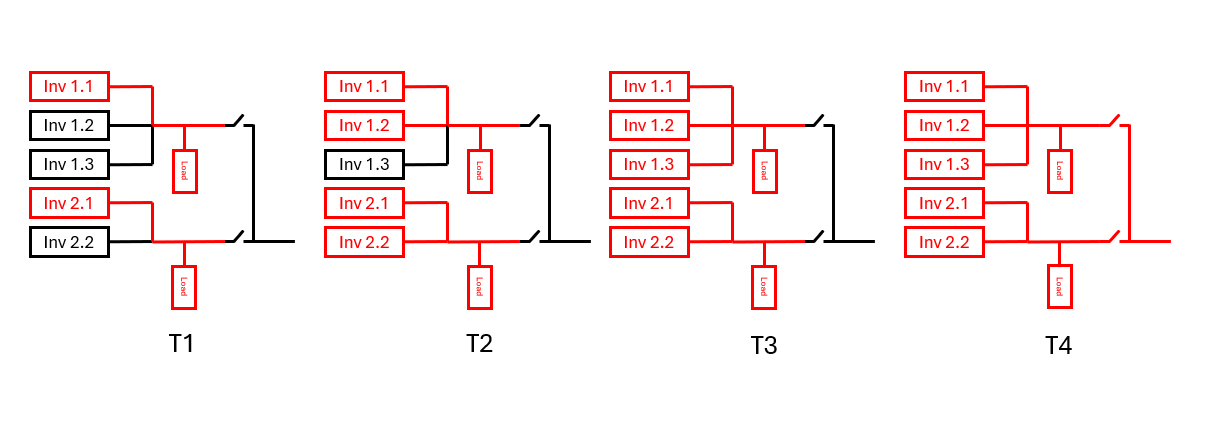 Inv 1.1
Inv 1.2
Inv 1.3
Inv 2.1
Inv 2.2
Load
Load
T1
Inv 1.1
Inv 1.2
Inv 1.3
Inv 2.1
Inv 2.2
Load
Load
T2
Inv 1.1
Inv 1.2
Inv 1.3
Inv 2.1
Inv 2.2
Load
Load
T3
Inv 1.1
Inv 1.2
Inv 1.3
Inv 2.1
Inv 2.2
Load
Load
T4